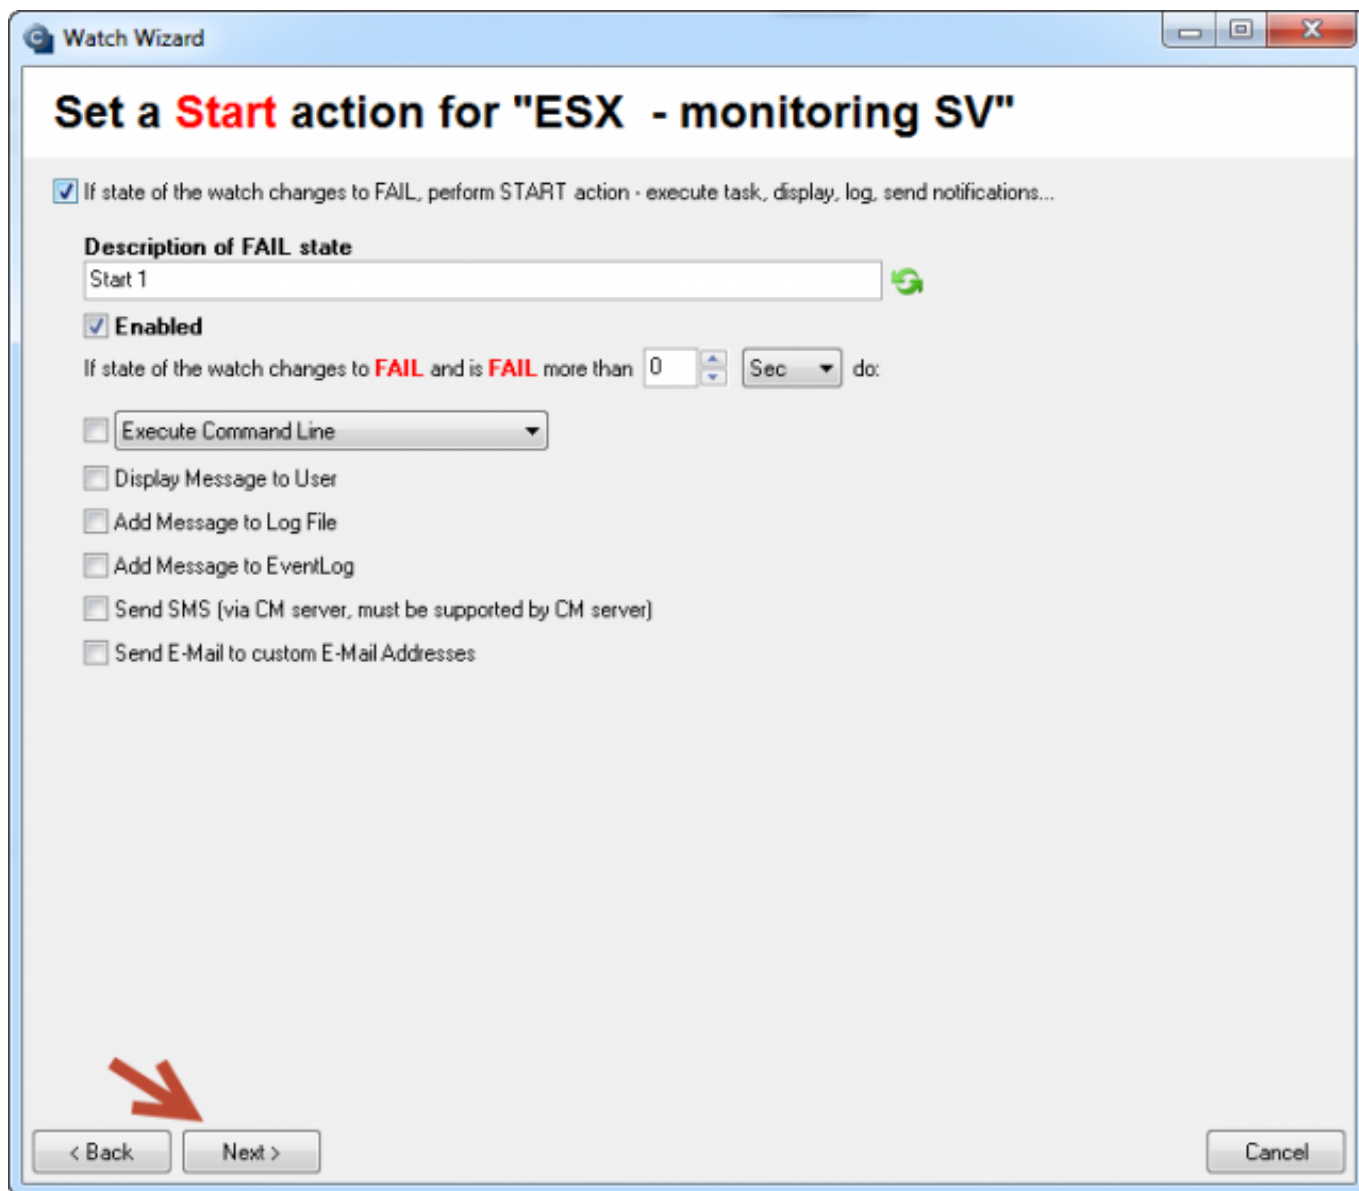 Watch Wizard
Set a Start action for "ESX  - monitoring SV"
If state of the watch changes to FAIL, perform START action - execute task, display, log, send notifications...
Description of FAIL state
Start 1
Enabled
If state of the watch changes to FAIL and is FAIL more than 0 Sec do:
Execute Command Line
Display Message to User
Add Message to Log File
Add Message to EventLog
Send SMS (via CM server, must be supported by CM server)
Send E-Mail to custom E-Mail Addresses
< Back Next > Cancel